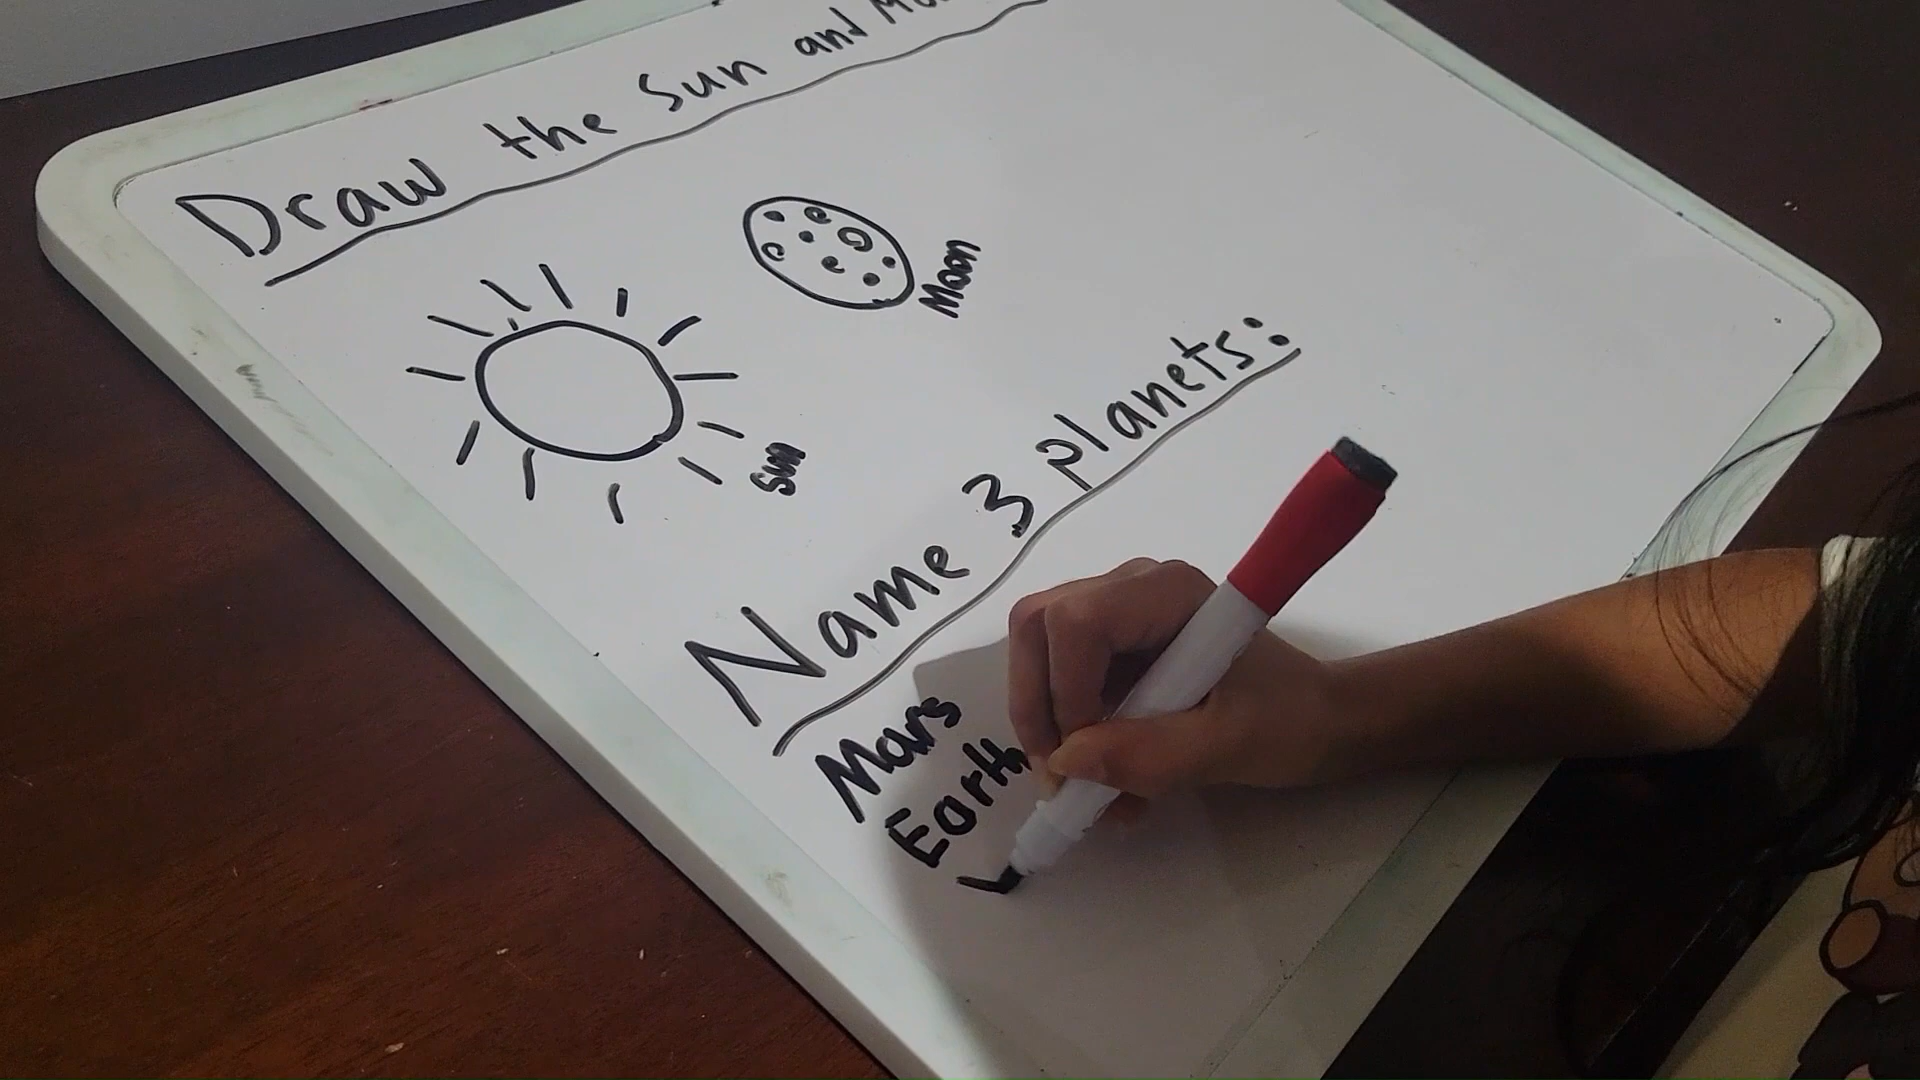 Draw the Sun and
Moon
Sun
Name 3 planets:
Mars
Earth